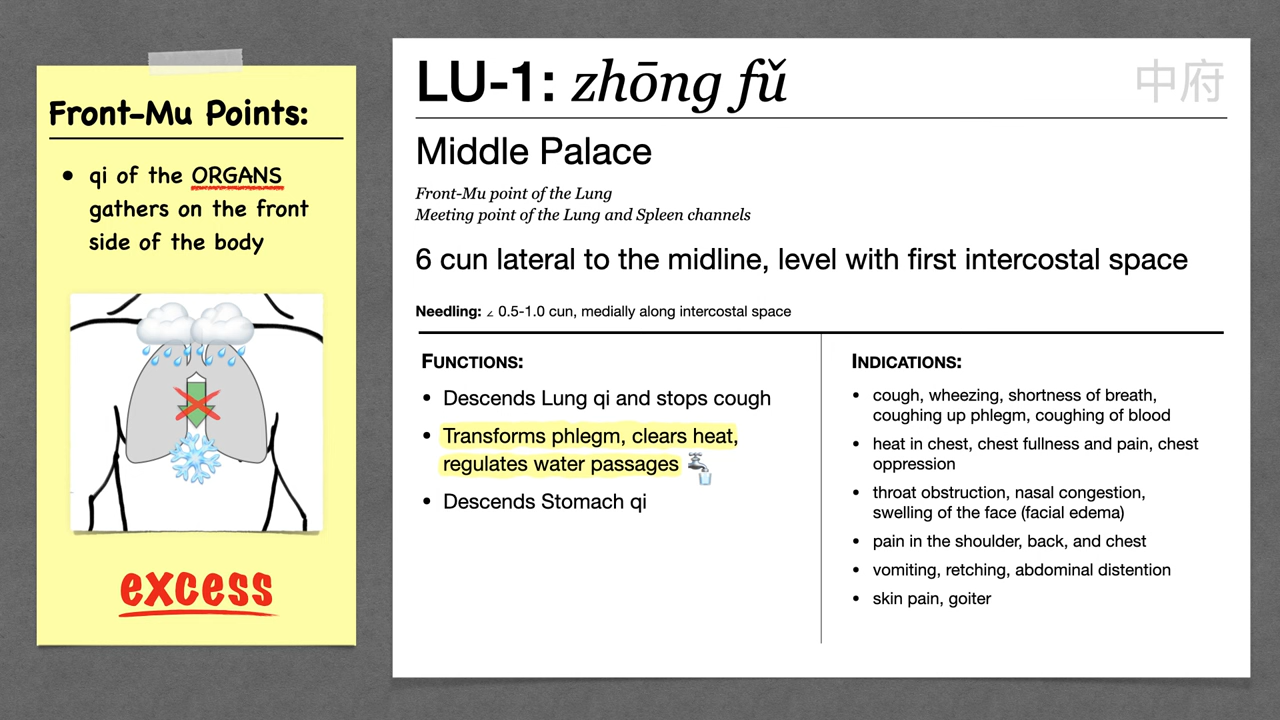 Front-Mu Points:
• qi of the ORGANS
gathers on the front
side of the body
excess
LU-1: zhōng fǔ
中府
Middle Palace
Front-Mu point of the Lung
Meeting point of the Lung and Spleen channels
6 cun lateral to the midline, level with first intercostal space
Needling: ∠ 0.5-1.0 cun, medially along intercostal space
FUNCTIONS:
• Descends Lung qi and stops cough
• Transforms phlegm, clears heat,
regulates water passages
• Descends Stomach qi
INDICATIONS:
• cough, wheezing, shortness of breath,
coughing up phlegm, coughing of blood
• heat in chest, chest fullness and pain, chest
oppression
• throat obstruction, nasal congestion,
swelling of the face (facial edema)
• pain in the shoulder, back, and chest
• vomiting, retching, abdominal distention
• skin pain, goiter